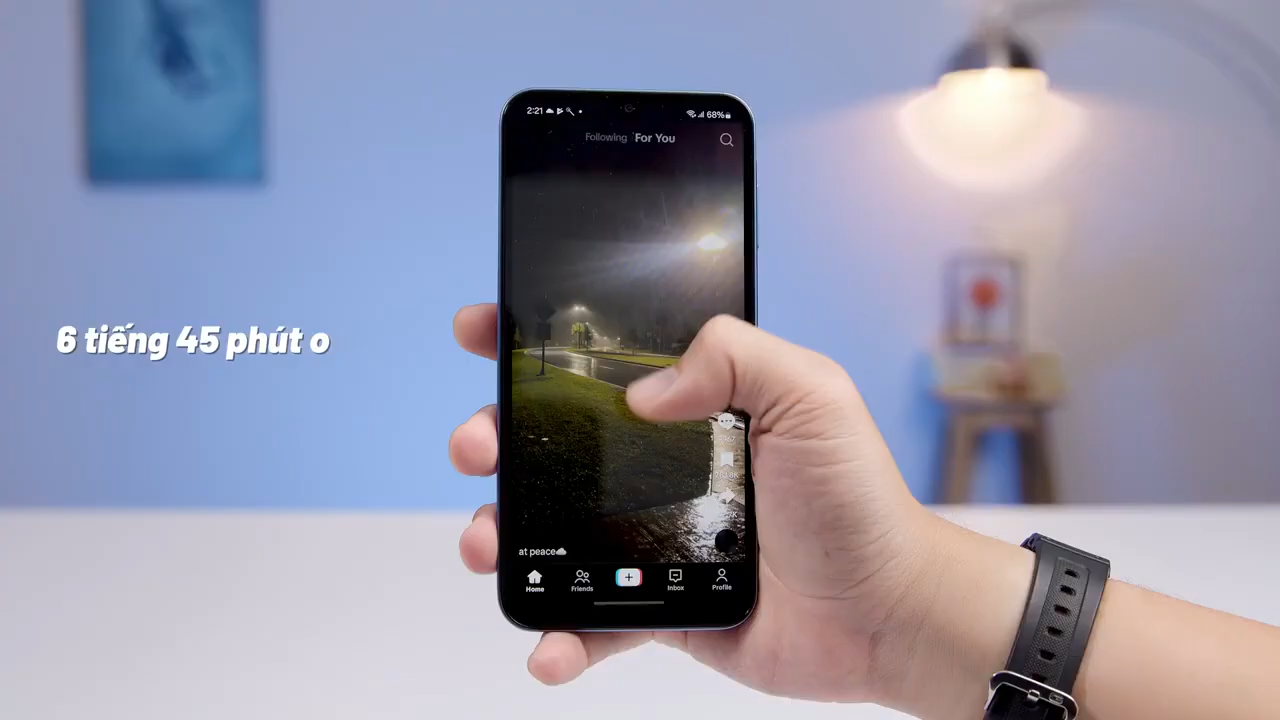 2:21
68%
Following For You
6 tiếng 45 phút o
at peace
Home Friends Inbox Profile